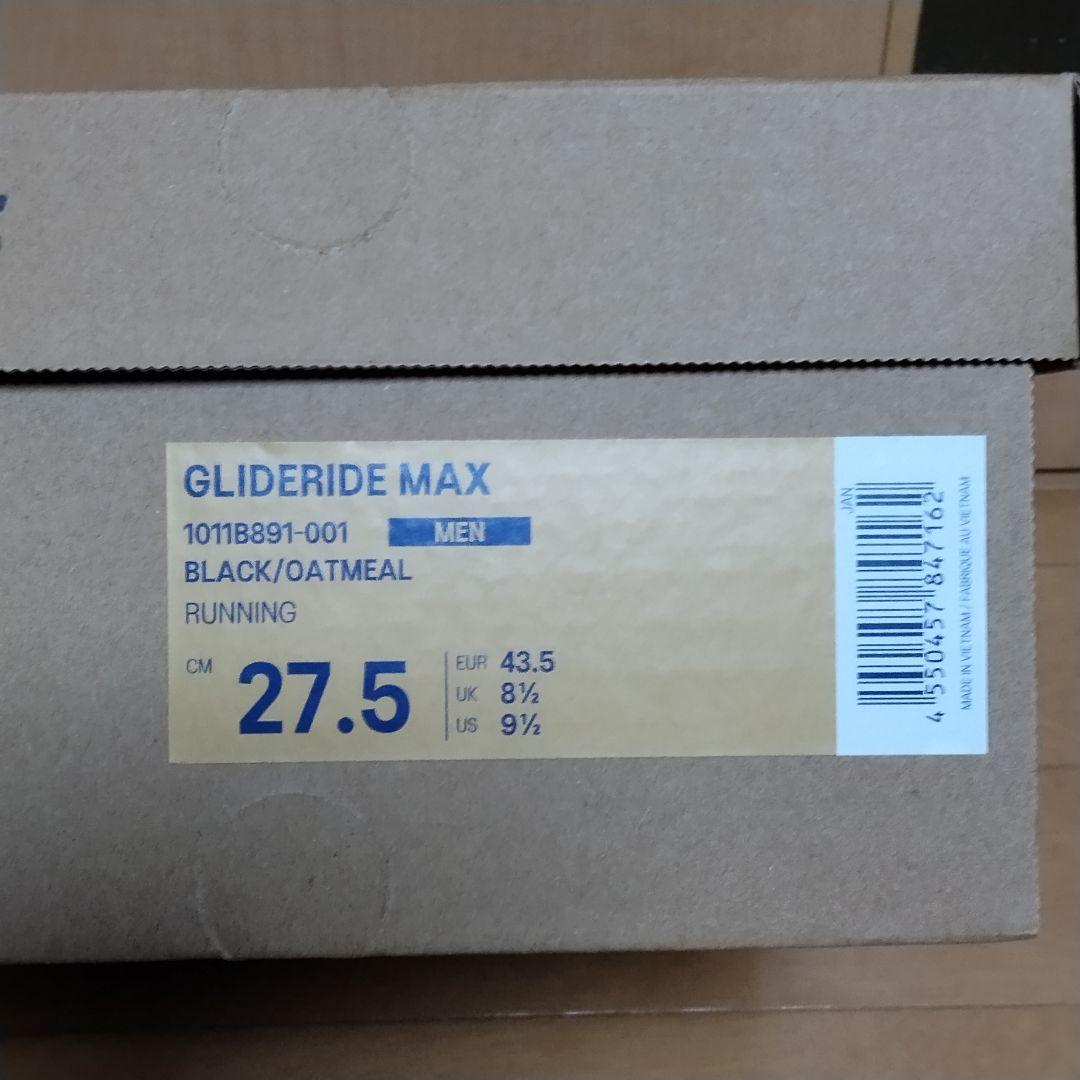 GLIDERIDE MAX
1011B891-001 MEN
BLACK/OATMEAL
RUNNING
CM 27.5
EUR 43.5
UK 8½
US 9½
JAN
4 550457 847162
MADE IN VIETNAM / FABRIQUE AU VIETNAM